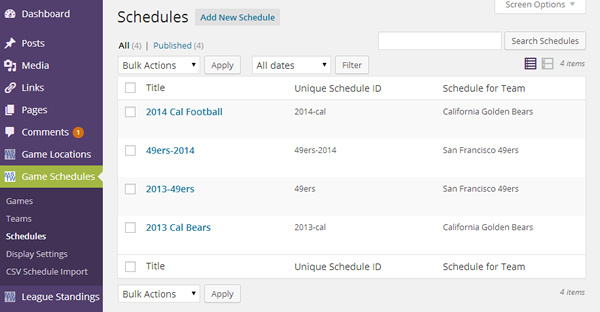 Dashboard
Posts
Media
Links
Pages
Comments 1
Game Locations
Game Schedules
Games
Teams
Schedules
Display Settings
CSV Schedule Import
League Standings
Screen Options
Schedules Add New Schedule
All (4) | Published (4)
Search Schedules
Bulk Actions Apply All dates Filter 4 items
Title Unique Schedule ID Schedule for Team
2014 Cal Football 2014-cal California Golden Bears
49ers-2014 49ers-2014 San Francisco 49ers
2013-49ers 49ers San Francisco 49ers
2013 Cal Bears 2013-cal California Golden Bears
Title Unique Schedule ID Schedule for Team
Bulk Actions Apply 4 items